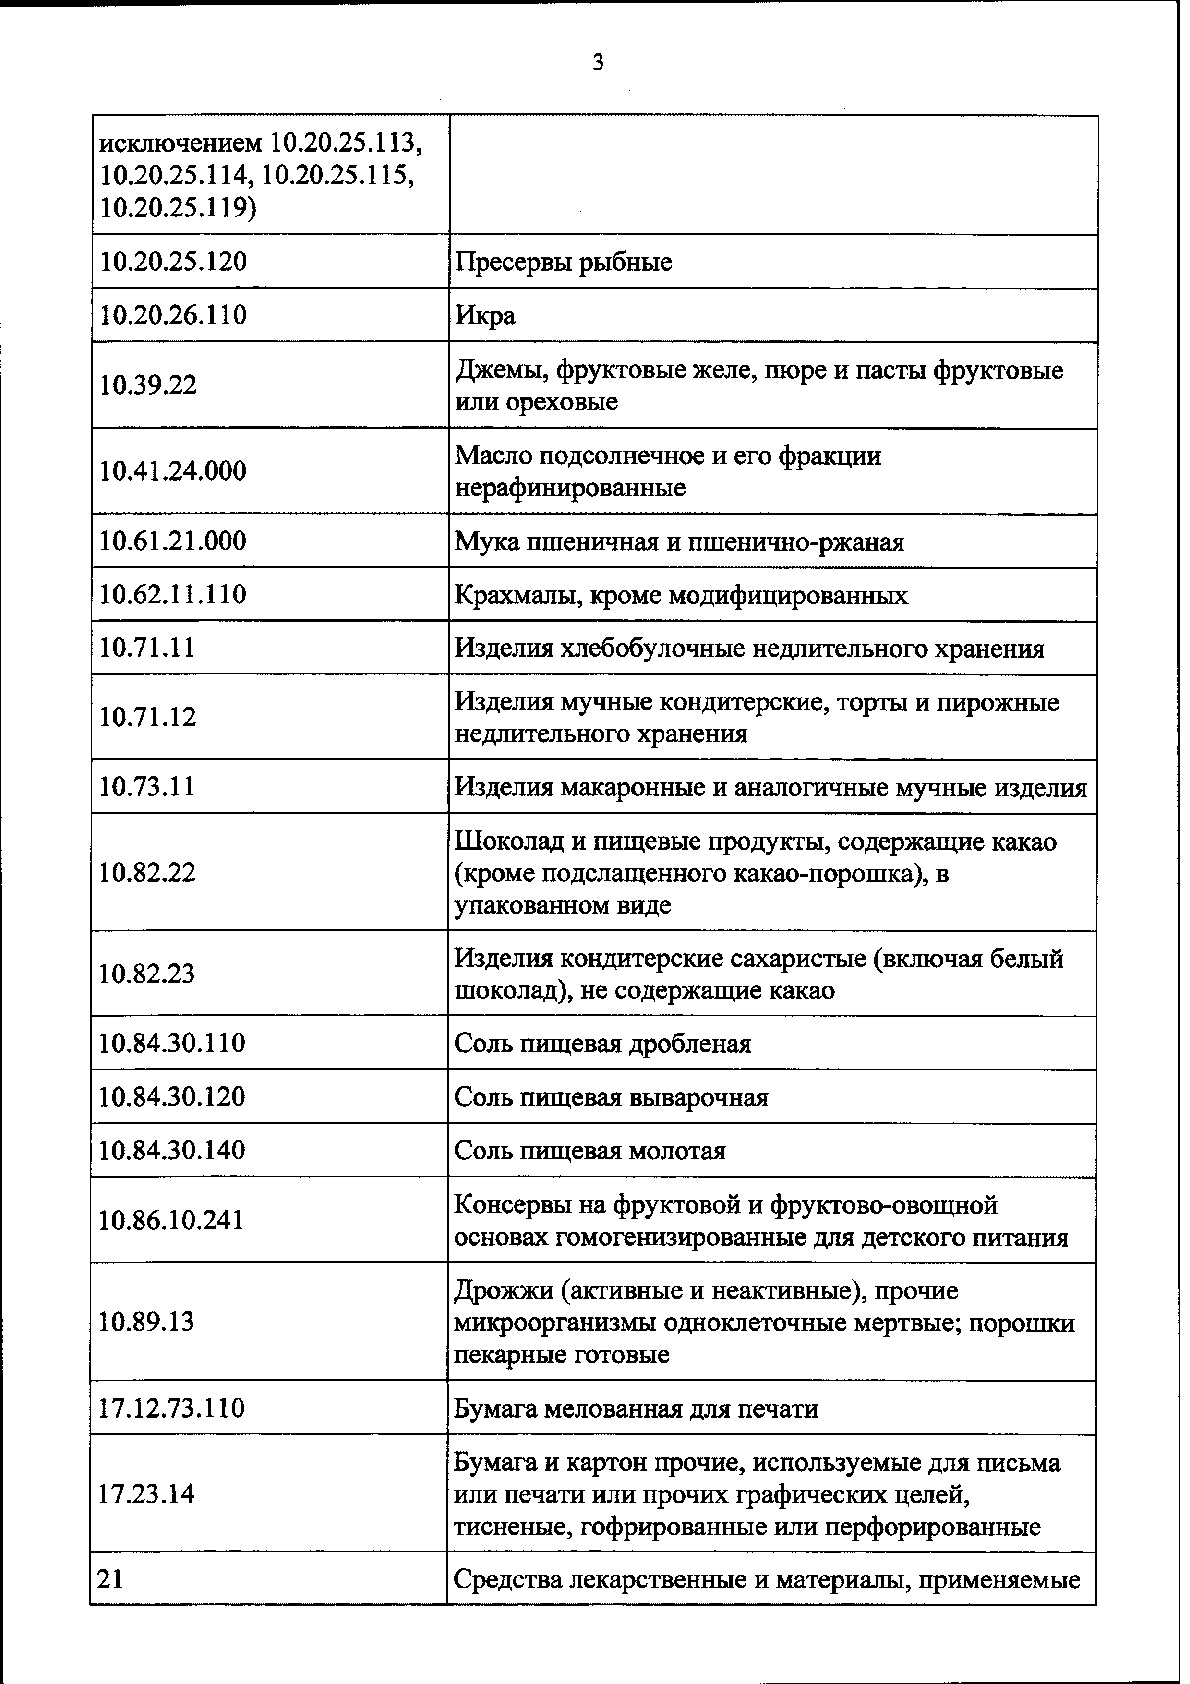 3
исключением 10.20.25.113,
10.20.25.114, 10.20.25.115,
10.20.25.119)
10.20.25.120
Пресервы рыбные
10.20.26.110
Икра
10.39.22
Джемы, фруктовые желе, пюре и пасты фруктовые
или ореховые
10.41.24.000
Масло подсолнечное и его фракции
нерафинированные
10.61.21.000
Мука пшеничная и пшенично-ржаная
10.62.11.110
Крахмалы, кроме модифицированных
10.71.11
Изделия хлебобулочные недлительного хранения
10.71.12
Изделия мучные кондитерские, торты и пирожные
недлительного хранения
10.73.11
Изделия макаронные и аналогичные мучные изделия
10.82.22
Шоколад и пищевые продукты, содержащие какао
(кроме подслащенного какао-порошка), в
упакованном виде
10.82.23
Изделия кондитерские сахаристые (включая белый
шоколад), не содержащие какао
10.84.30.110
Соль пищевая дробленая
10.84.30.120
Соль пищевая выварочная
10.84.30.140
Соль пищевая молотая
10.86.10.241
Консервы на фруктовой и фруктово-овощной
основах гомогенизированные для детского питания
10.89.13
Дрожжи (активные и неактивные), прочие
микроорганизмы одноклеточные мертвые; порошки
пекарные готовые
17.12.73.110
Бумага мелованная для печати
17.23.14
Бумага и картон прочие, используемые для письма
или печати или прочих графических целей,
тисненые, гофрированные или перфорированные
21
Средства лекарственные и материалы, применяемые